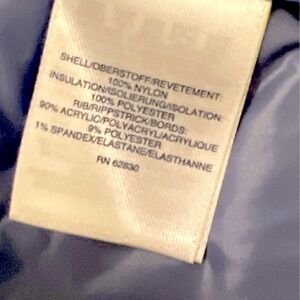 SHELL/OBERSTOFF/REVETEMENT:
100% NYLON
INSULATION/ISOLIERUNG/ISOLATION:
100% POLYESTER
RIB/RIPPSTRICK/BORDS:
90% ACRYLIC/POLYACRYL/ACRYLIQUE
9% POLYESTER
1% SPANDEX/ELASTANE/ELASTHANNE
RN 62830